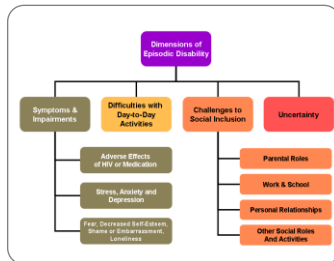 Dimensions of
Episodic Disability
Symptoms &
Impairments
Difficulties with
Day-to-Day
Activities
Challenges to
Social Inclusion
Uncertainty
Adverse Effects
of HIV or Medication
Stress, Anxiety and
Depression
Fear, Decreased Self-Esteem,
Shame or Embarrassment,
Loneliness
Parental Roles
Work & School
Personal Relationships
Other Social Roles
And Activities